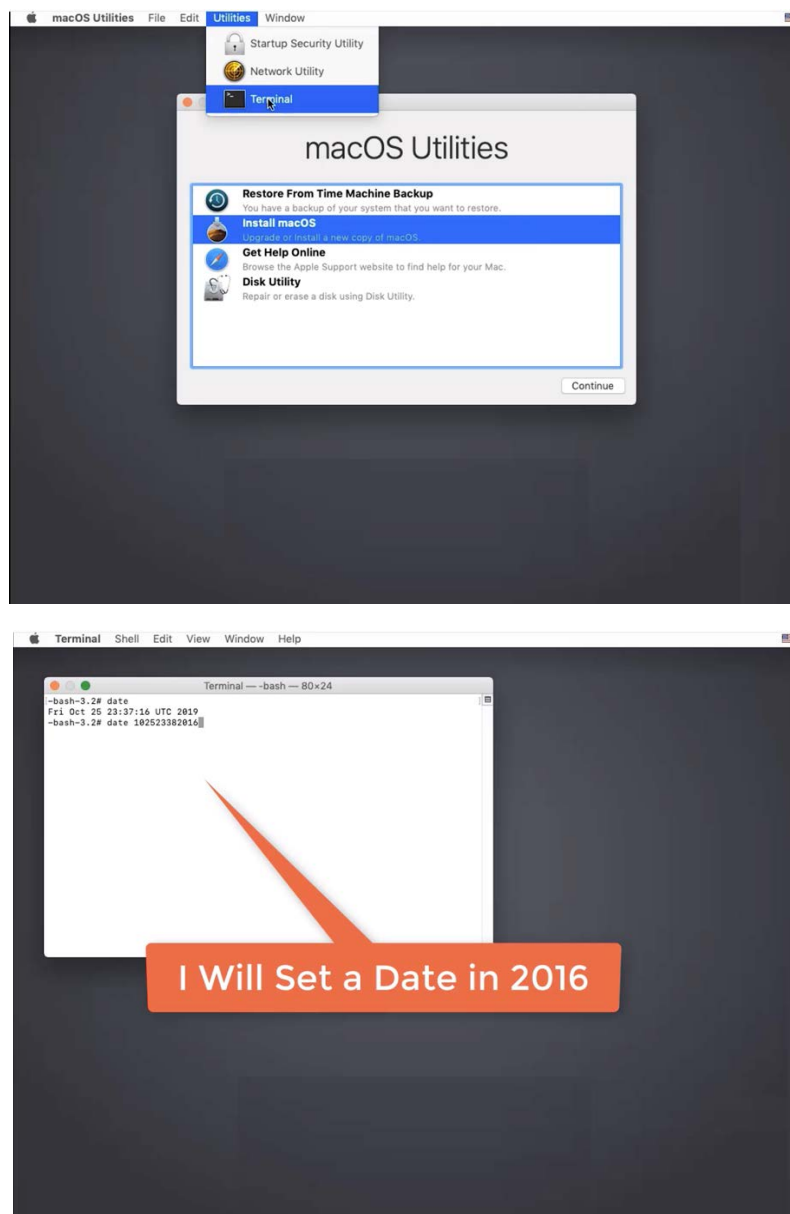 macOS Utilities File Edit Utilities Window
Startup Security Utility
Network Utility
Terminal
macOS Utilities
Restore From Time Machine Backup
You have a backup of your system that you want to restore.
Install macOS
Upgrade or install a new copy of macOS.
Get Help Online
Browse the Apple Support website to find help for your Mac.
Disk Utility
Repair or erase a disk using Disk Utility.
Continue
Terminal Shell Edit View Window Help
Terminal — -bash — 80×24
-bash-3.2# date
Fri Oct 25 23:37:16 UTC 2019
-bash-3.2# date 102523382016
I Will Set a Date in 2016